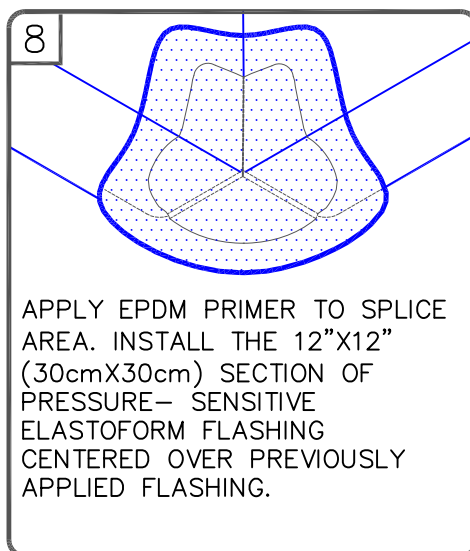 8
APPLY EPDM PRIMER TO SPLICE
AREA. INSTALL THE 12”X12”
(30cmX30cm) SECTION OF
PRESSURE– SENSITIVE
ELASTOFORM FLASHING
CENTERED OVER PREVIOUSLY
APPLIED FLASHING.